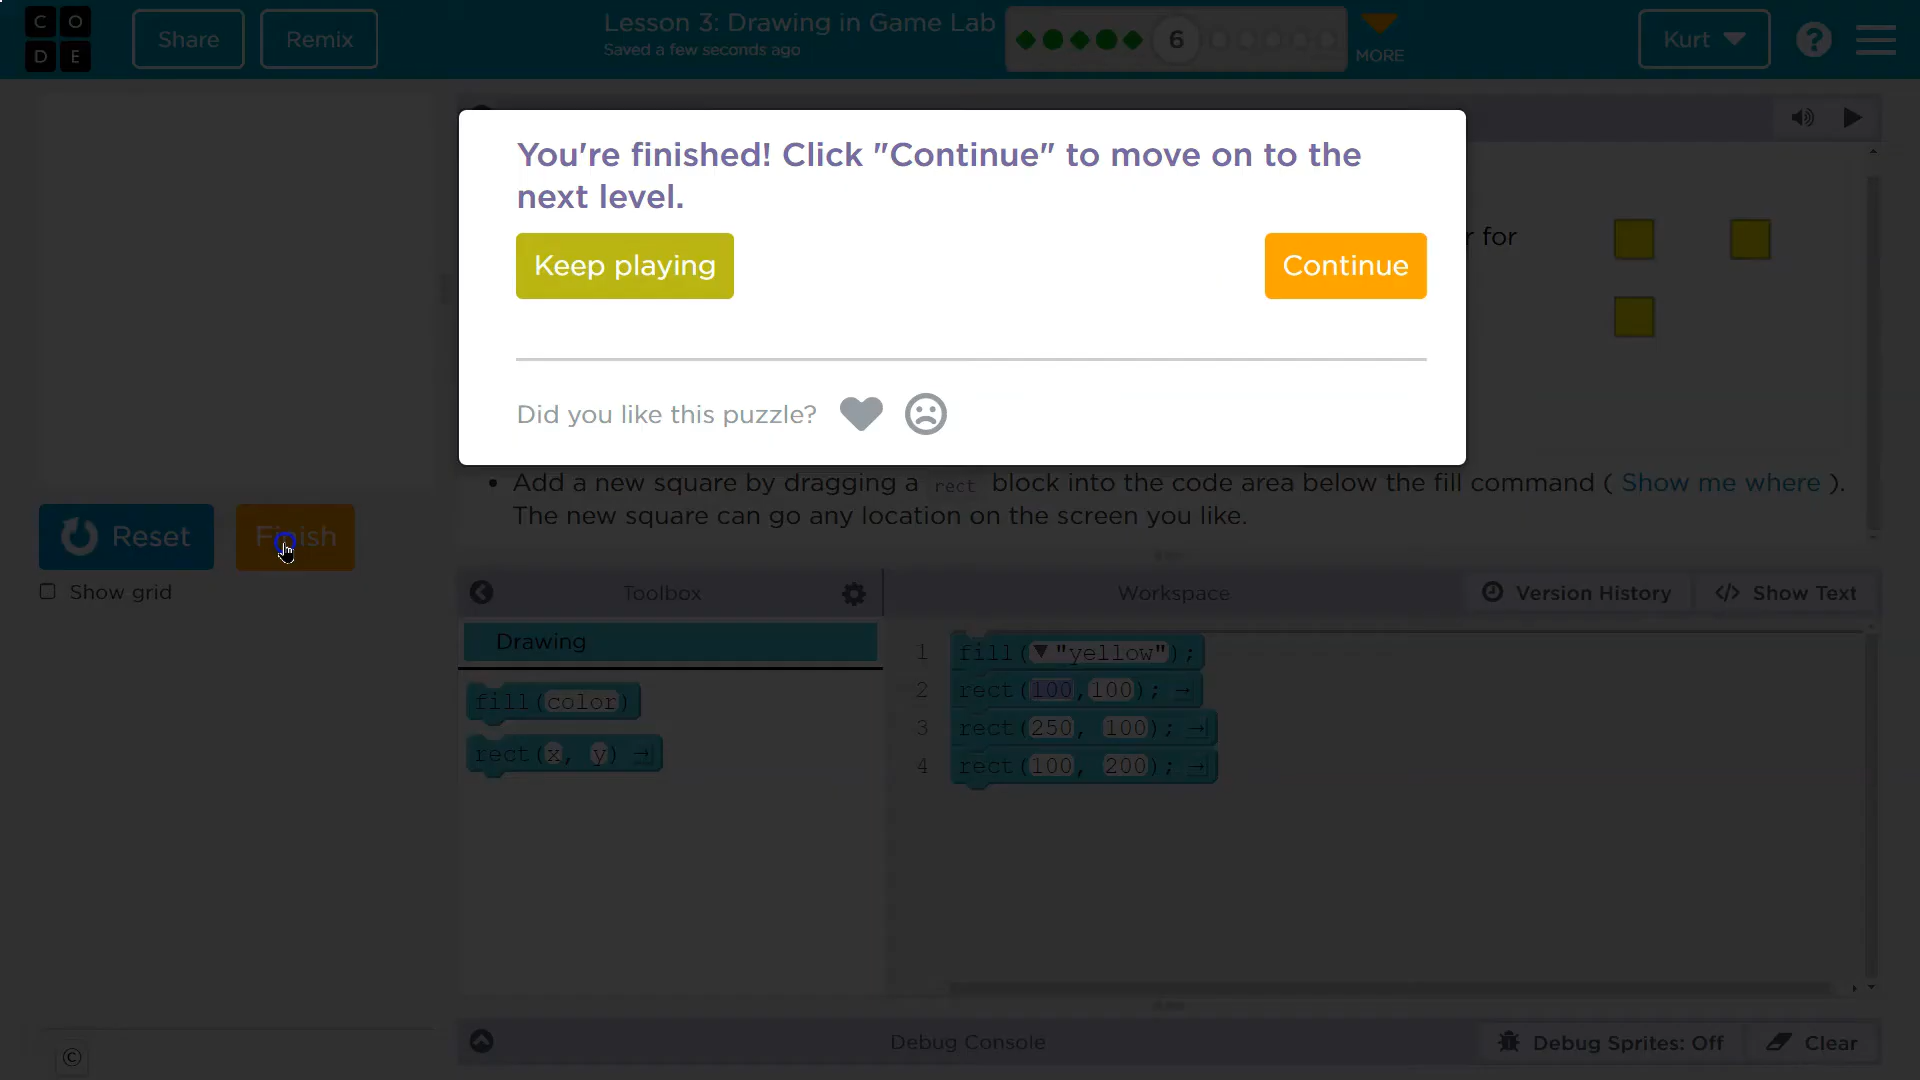 C O
D E
Share
Remix
Lesson 3: Drawing in Game Lab
Saved a few seconds ago
6
MORE
Kurt
?
You're finished! Click "Continue" to move on to the
next level.
Keep playing
Continue
r for
Did you like this puzzle?
Add a new square by dragging a rect block into the code area below the fill command ( Show me where ).
The new square can go any location on the screen you like.
Reset
Finish
Show grid
Toolbox
Workspace
Version History
</> Show Text
Drawing
fill(color)
rect(x, y)
1 fill("yellow");
2 rect(100,100);
3 rect(250, 100);
4 rect(100, 200);
©
Debug Console
Debug Sprites: Off
Clear